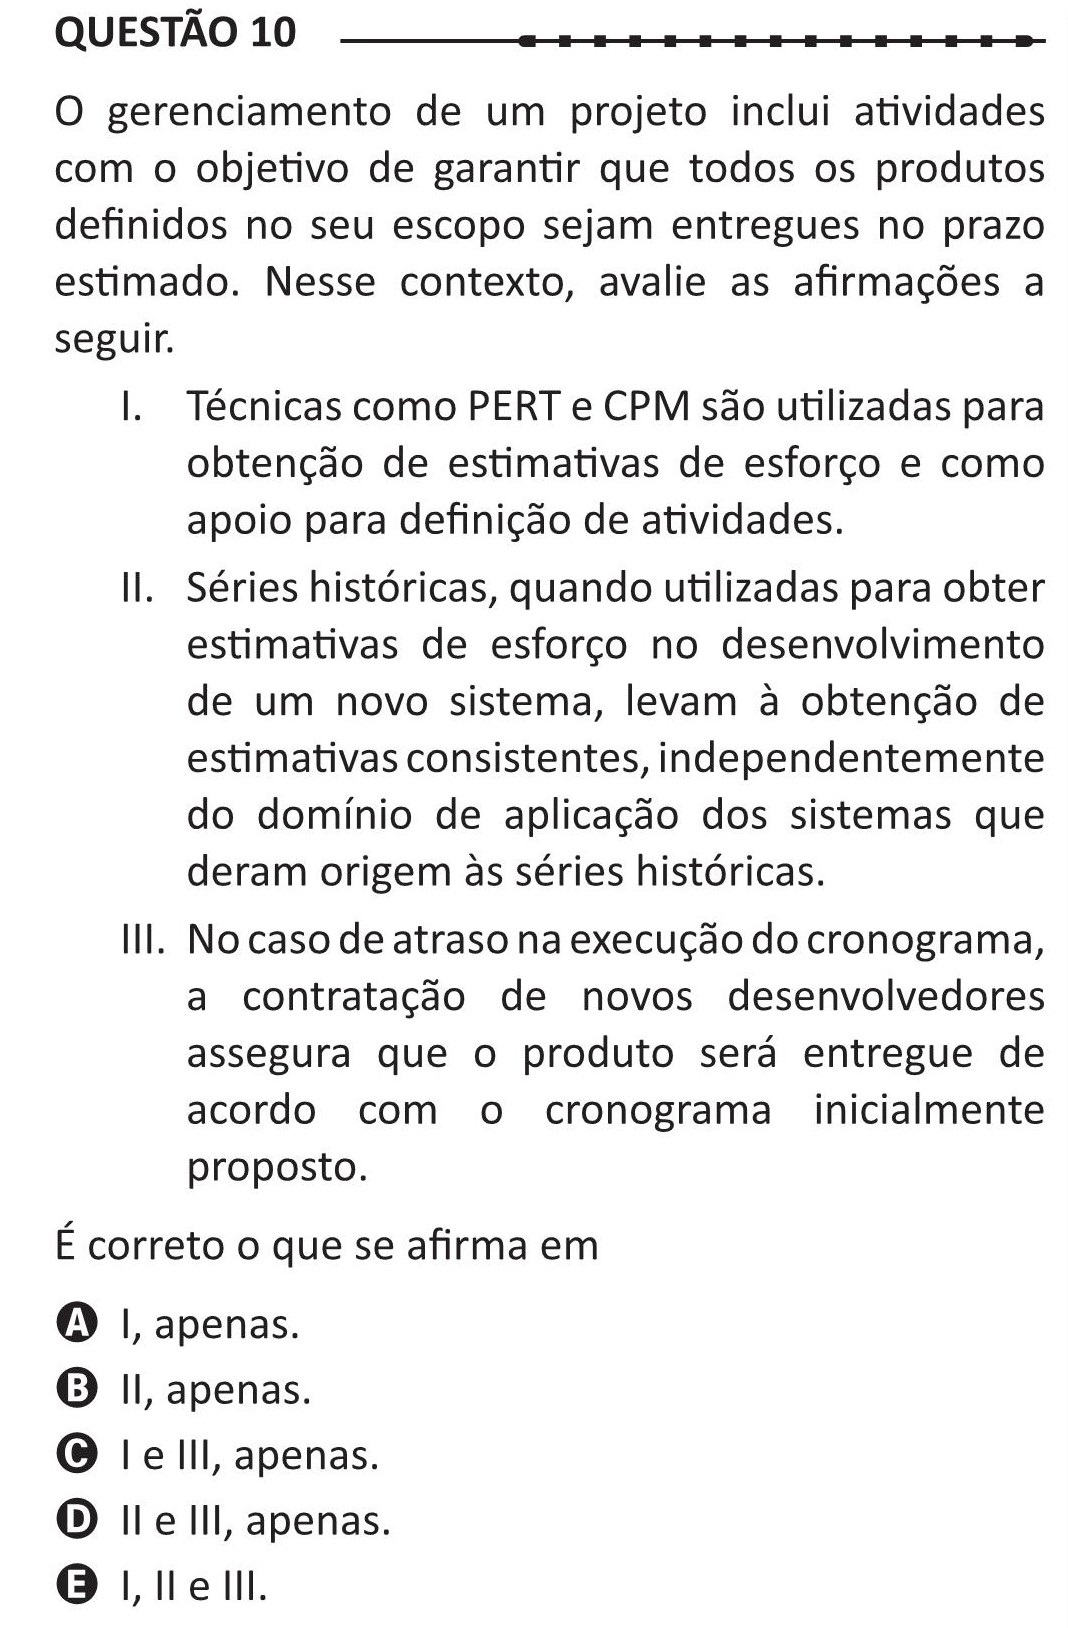 QUESTÃO 10
O gerenciamento de um projeto inclui atividades
com o objetivo de garantir que todos os produtos
definidos no seu escopo sejam entregues no prazo
estimado. Nesse contexto, avalie as afirmações a
seguir.
I. Técnicas como PERT e CPM são utilizadas para
obtenção de estimativas de esforço e como
apoio para definição de atividades.
II. Séries históricas, quando utilizadas para obter
estimativas de esforço no desenvolvimento
de um novo sistema, levam à obtenção de
estimativas consistentes, independentemente
do domínio de aplicação dos sistemas que
deram origem às séries históricas.
III. No caso de atraso na execução do cronograma,
a contratação de novos desenvolvedores
assegura que o produto será entregue de
acordo com o cronograma inicialmente
proposto.
É correto o que se afirma em
A I, apenas.
B II, apenas.
C I e III, apenas.
D II e III, apenas.
E I, II e III.